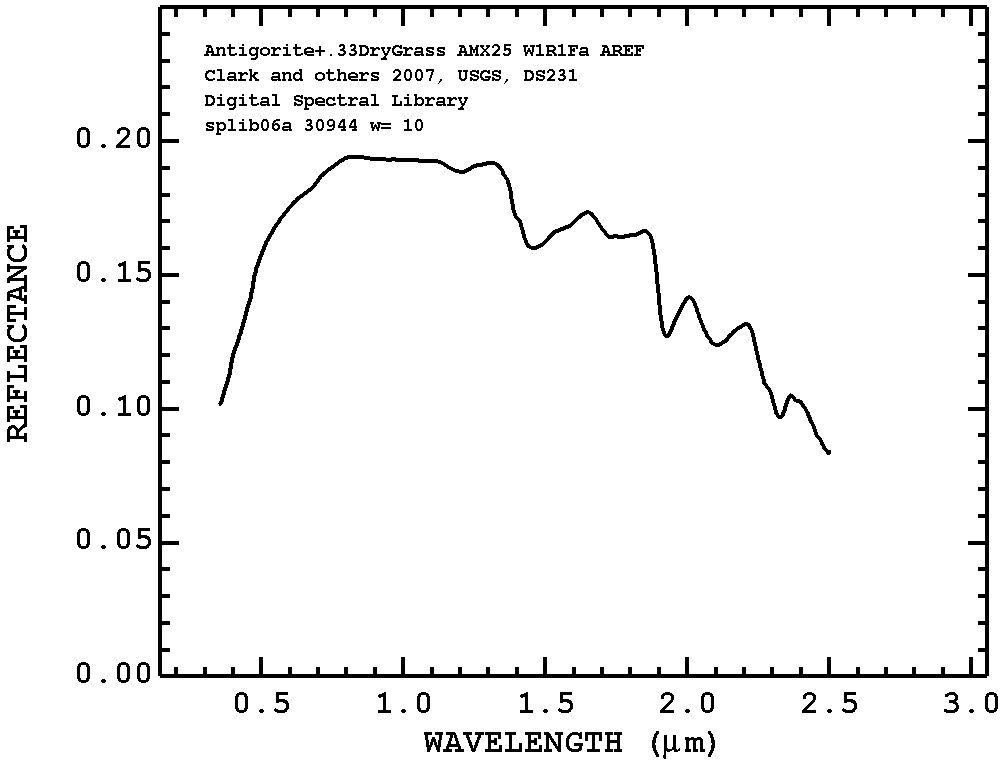 Antigorite+.33DryGrass AMX25 W1R1Fa AREF
Clark and others 2007, USGS, DS231
Digital Spectral Library
splib06a 30944 w= 10
0.20
0.15
0.10
0.05
0.00
REFLECTANCE
0.5 1.0 1.5 2.0 2.5 3.0
WAVELENGTH (μm)